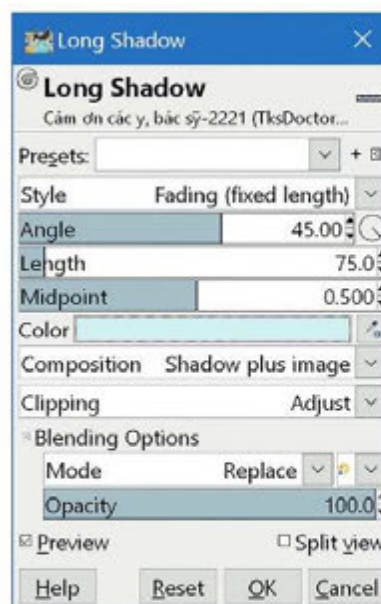 Long Shadow
Long Shadow
Cám ơn các y, bác sỹ-2221 (TksDoctor...
Presets:
Style Fading (fixed length)
Angle 45.00
Length 75.0
Midpoint 0.500
Color
Composition Shadow plus image
Clipping Adjust
Blending Options
Mode Replace
Opacity 100.0
Preview Split view
Help Reset OK Cancel